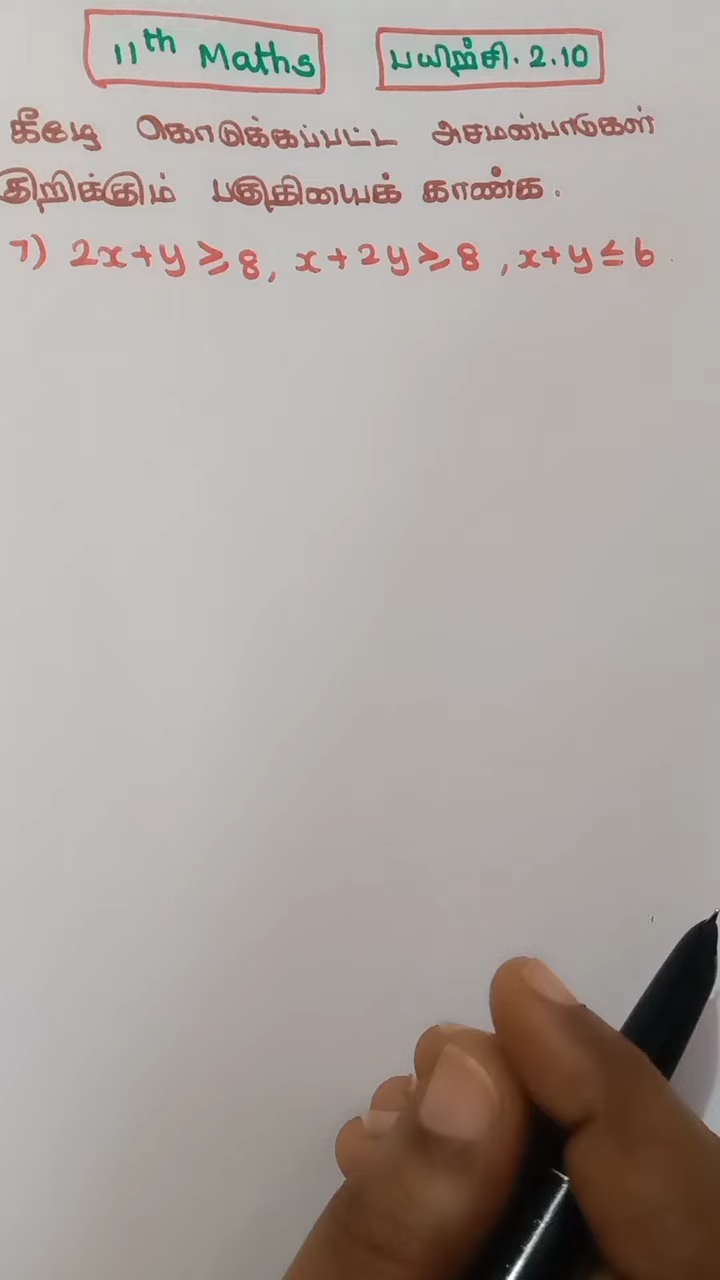 11th Maths பயிற்சி. 2.10
கீழே கொடுக்கப்பட்ட அசமன்பாடுகள்
குறிக்கும் பகுதியைக் காண்க.
7) 2x+y ≥ 8, x+2y ≥ 8, x+y ≤ 6